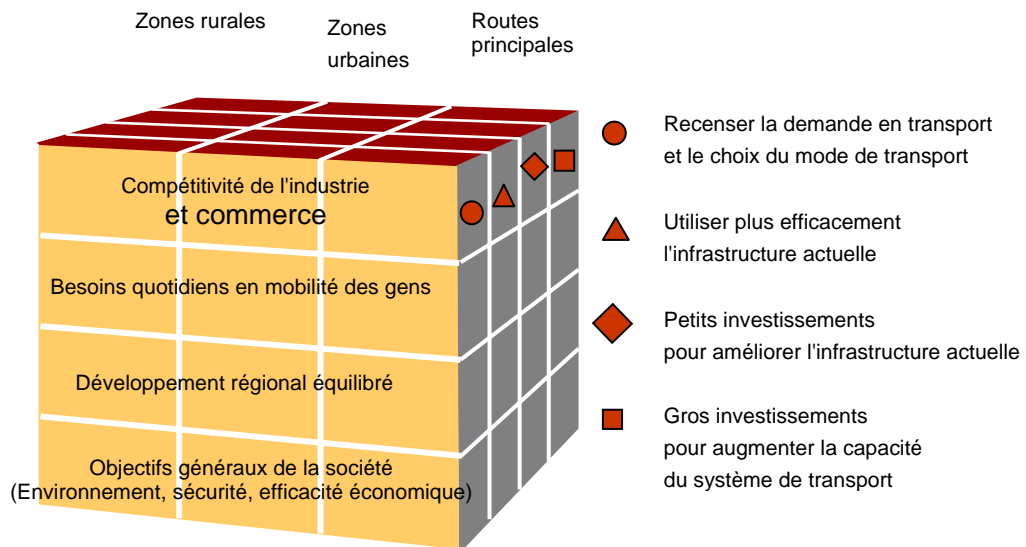 Zones rurales
Zones
urbaines
Routes
principales
Compétitivité de l'industrie
et commerce
Besoins quotidiens en mobilité des gens
Développement régional équilibré
Objectifs généraux de la société
(Environnement, sécurité, efficacité économique)
Recenser la demande en transport
et le choix du mode de transport
Utiliser plus efficacement
l'infrastructure actuelle
Petits investissements
pour améliorer l'infrastructure actuelle
Gros investissements
pour augmenter la capacité
du système de transport